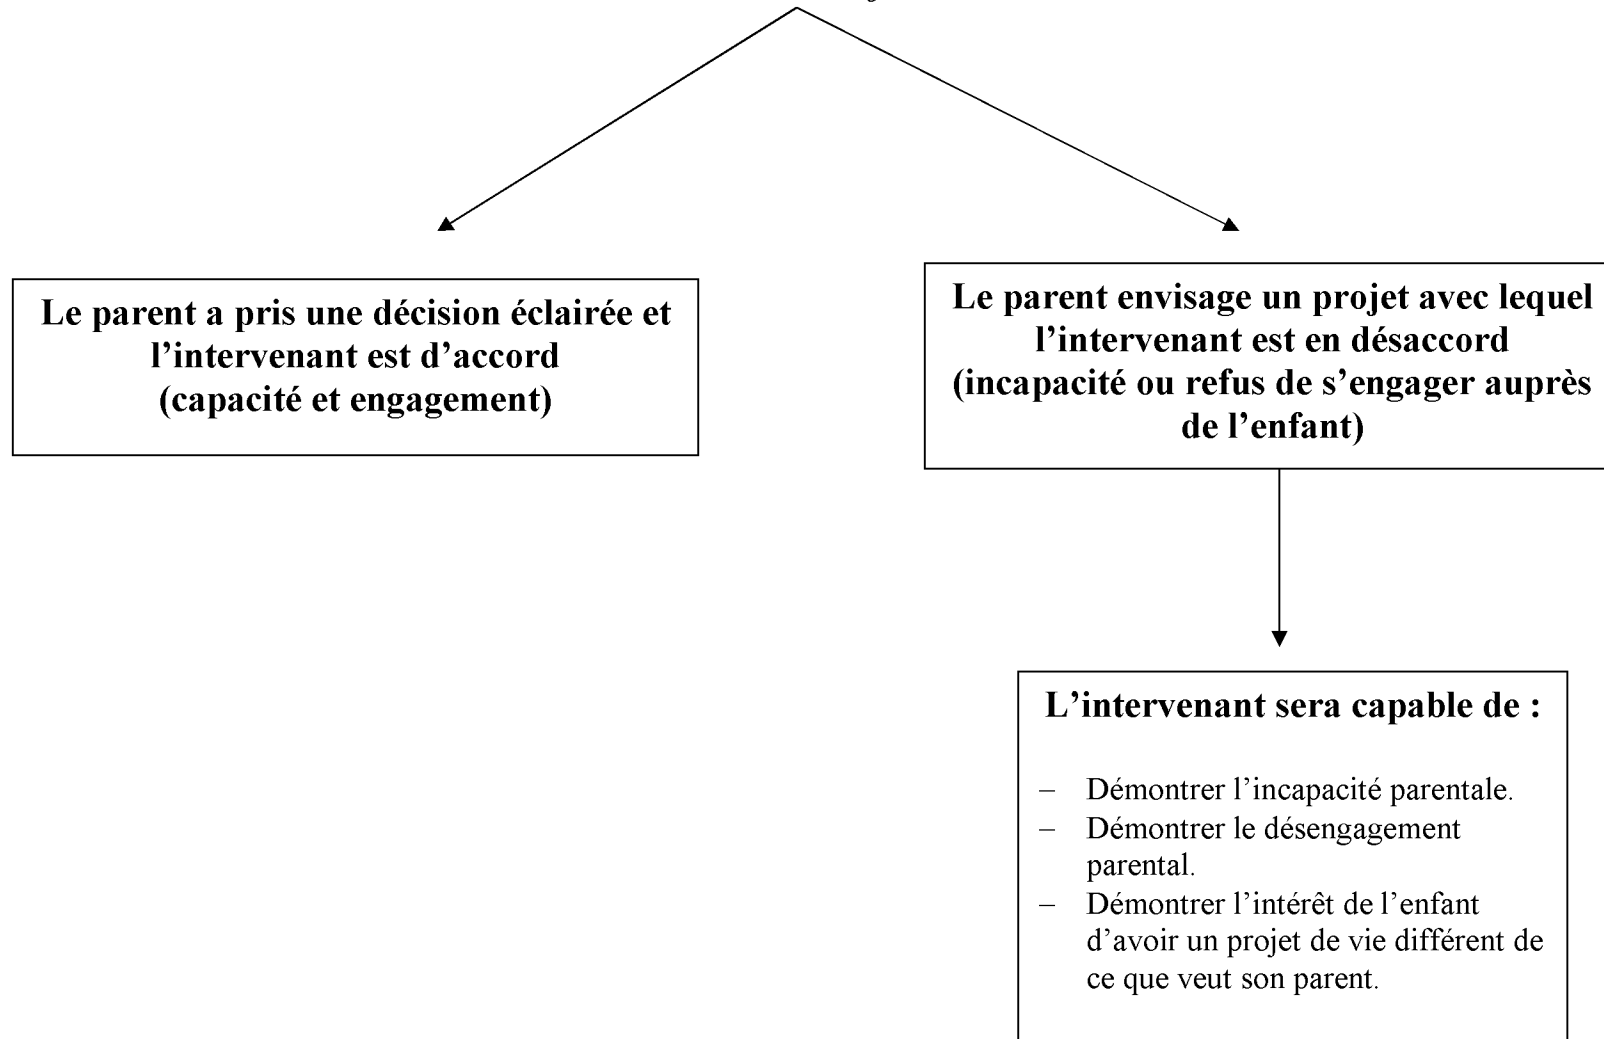 Le parent a pris une décision éclairée et
l’intervenant est d’accord
(capacité et engagement)
Le parent envisage un projet avec lequel
l’intervenant est en désaccord
(incapacité ou refus de s’engager auprès
de l’enfant)
L’intervenant sera capable de :
– Démontrer l’incapacité parentale.
– Démontrer le désengagement
parental.
– Démontrer l’intérêt de l’enfant
d’avoir un projet de vie différent de
ce que veut son parent.